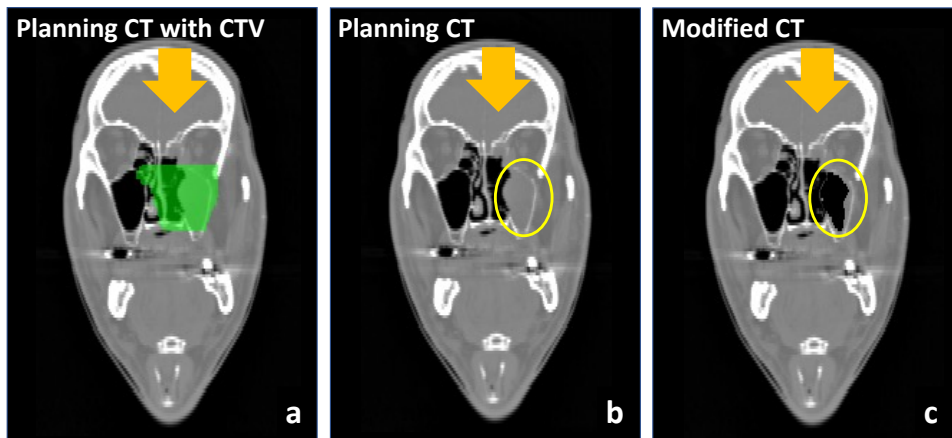 Planning CT with CTV
Planning CT
Modified CT
a
b
c